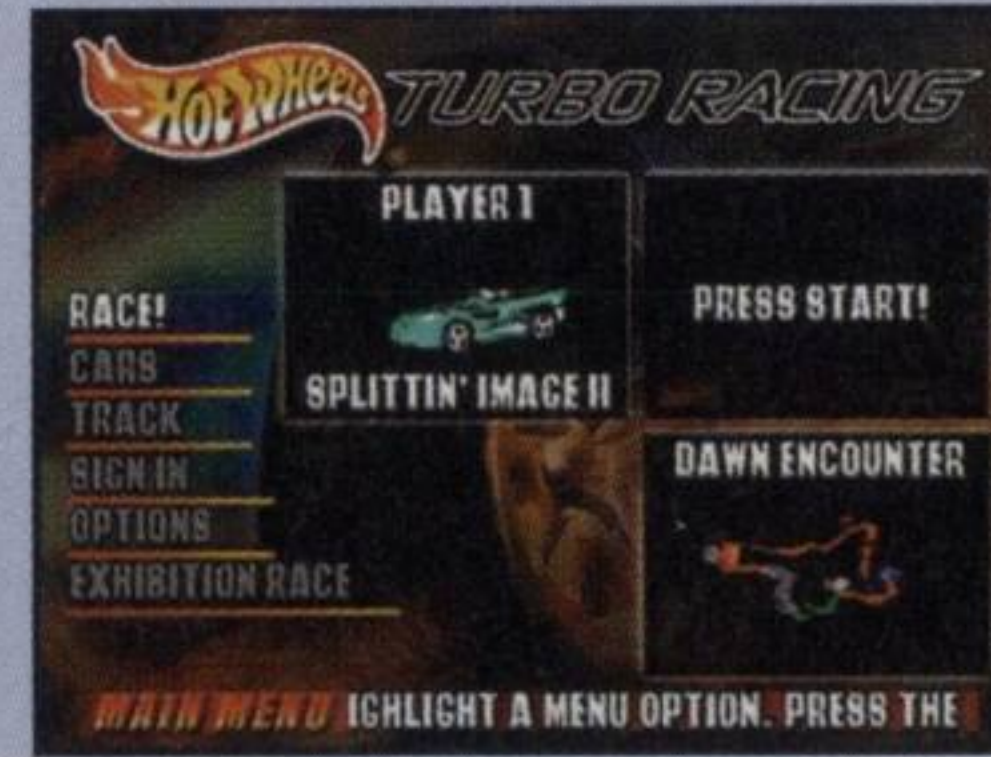 HOT WHEELS TURBO RACING
PLAYER 1
SPLITTIN' IMAGE II
PRESS START!
RACE!
CARS
TRACK
SIGN IN
OPTIONS
EXHIBITION RACE
DAWN ENCOUNTER
MAIN MENU IGHLIGHT A MENU OPTION. PRESS THE